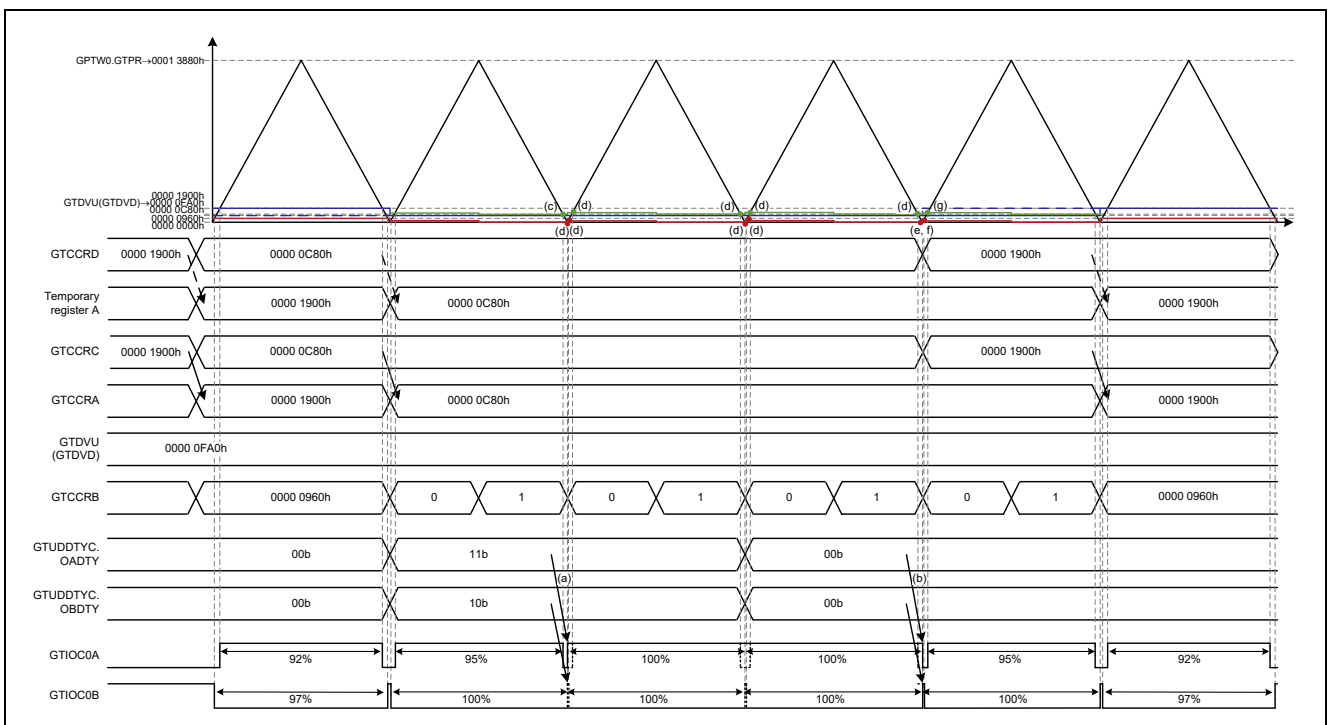 GPTW0.GTPR→0001 3880h
0000 1900h
GTDVU(GTDVD)→0000 0FA0h
0000 0C80h
0000 0960h
0000 0000h
(c) (d) (d) (d) (d) (g)
(d) (d) (d) (d) (e, f)
GTCCRD 0000 1900h 0000 0C80h 0000 1900h
Temporary
register A
0000 1900h 0000 0C80h 0000 1900h
GTCCRC 0000 1900h 0000 0C80h 0000 1900h
GTCCRA 0000 1900h 0000 0C80h 0000 1900h
GTDVU
(GTDVD)
0000 0FA0h
GTCCRB 0000 0960h 0 1 0 1 0 1 0 1 0000 0960h
GTUDDTYC.
OADTY
00b 11b 00b
(a) (b)
GTUDDTYC.
OBDTY
00b 10b 00b
GTIOC0A 92% 95% 100% 100% 95% 92%
GTIOC0B 97% 100% 100% 100% 100% 97%